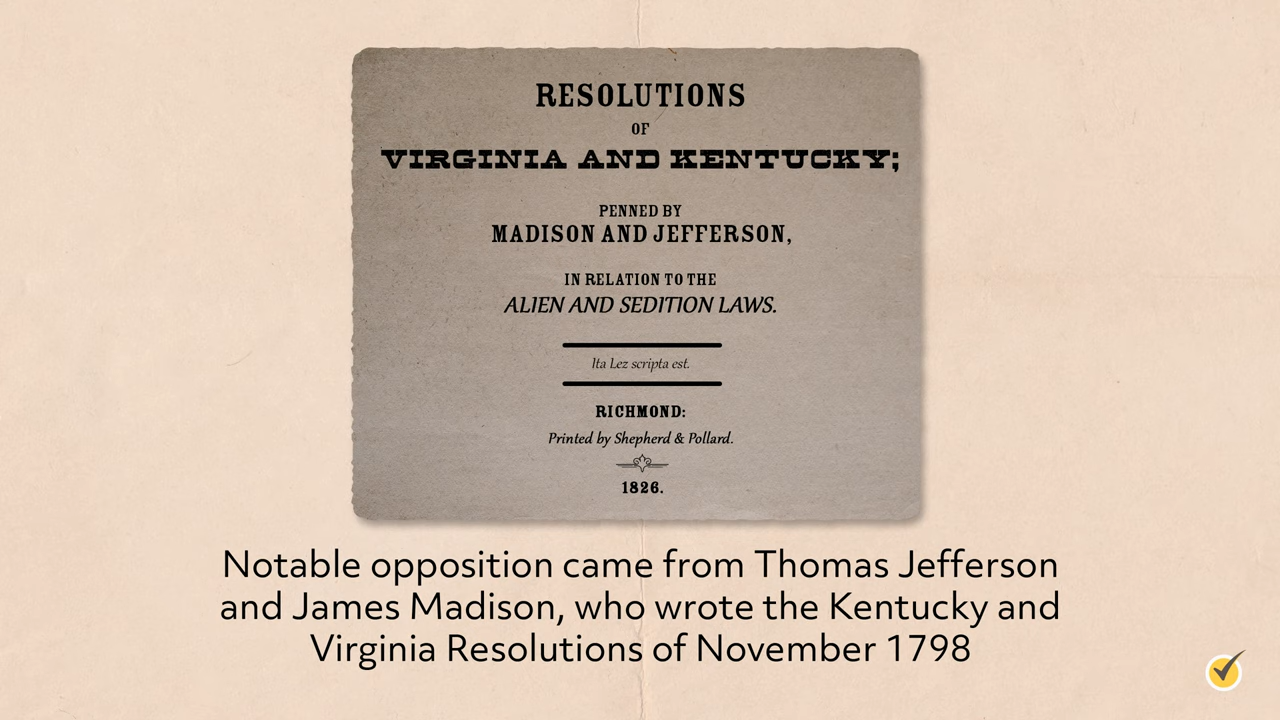 RESOLUTIONS
OF
VIRGINIA AND KENTUCKY;
PENNED BY
MADISON AND JEFFERSON,
IN RELATION TO THE
ALIEN AND SEDITION LAWS.
Ita Lez scripta est.
RICHMOND:
Printed by Shepherd & Pollard.
1826.
Notable opposition came from Thomas Jefferson
and James Madison, who wrote the Kentucky and
Virginia Resolutions of November 1798